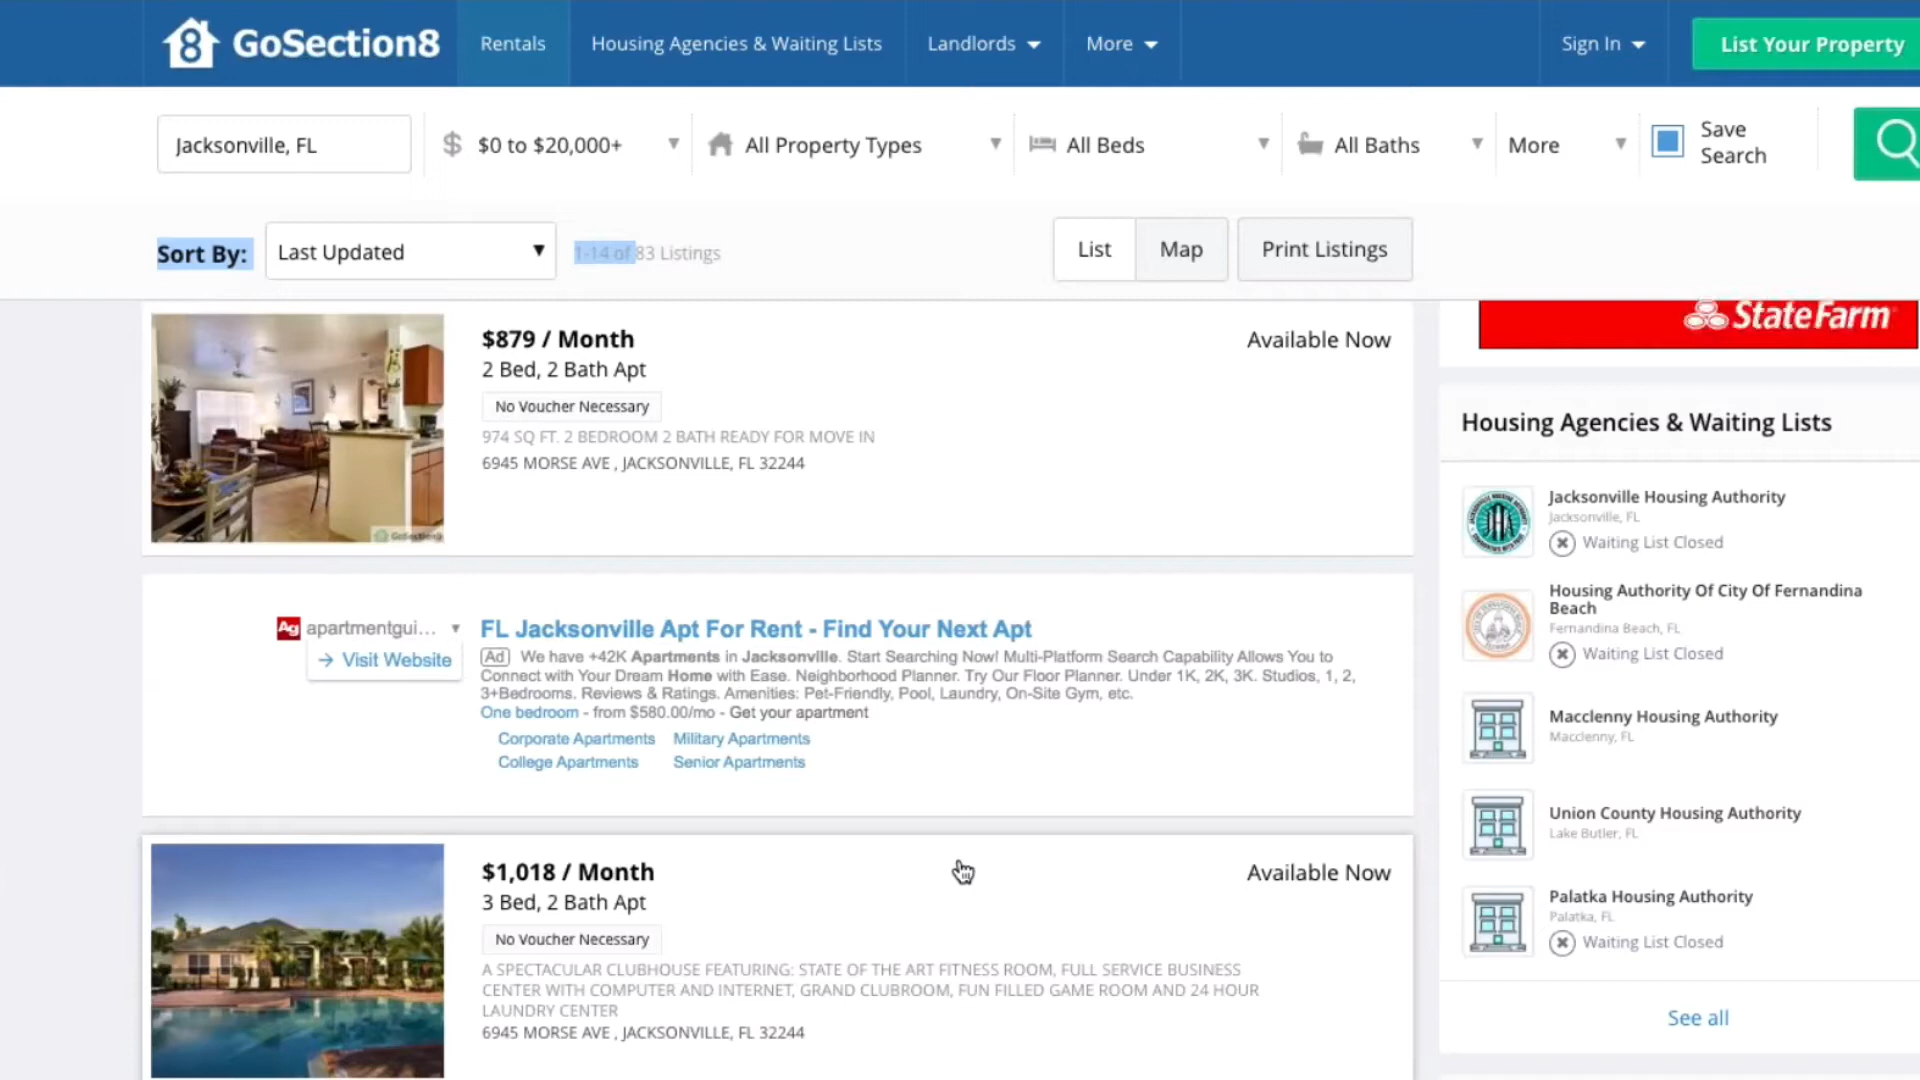 8 GoSection8
Rentals
Housing Agencies & Waiting Lists
Landlords
More
Sign In
List Your Property
Jacksonville, FL
$ $0 to $20,000+
All Property Types
All Beds
All Baths
More
Save
Search
Sort By:
Last Updated
1-14 of 83 Listings
List
Map
Print Listings
$879 / Month
Available Now
2 Bed, 2 Bath Apt
No Voucher Necessary
974 SQ FT. 2 BEDROOM 2 BATH READY FOR MOVE IN
6945 MORSE AVE , JACKSONVILLE, FL 32244
GoSection8
Ag apartmentgui...
Visit Website
FL Jacksonville Apt For Rent - Find Your Next Apt
Ad We have +42K Apartments in Jacksonville. Start Searching Now! Multi-Platform Search Capability Allows You to
Connect with Your Dream Home with Ease. Neighborhood Planner. Try Our Floor Planner. Under 1K, 2K, 3K. Studios, 1, 2,
3+Bedrooms. Reviews & Ratings. Amenities: Pet-Friendly, Pool, Laundry, On-Site Gym, etc.
One bedroom - from $580.00/mo - Get your apartment
Corporate Apartments Military Apartments
College Apartments Senior Apartments
$1,018 / Month
Available Now
3 Bed, 2 Bath Apt
No Voucher Necessary
A SPECTACULAR CLUBHOUSE FEATURING: STATE OF THE ART FITNESS ROOM, FULL SERVICE BUSINESS
CENTER WITH COMPUTER AND INTERNET, GRAND CLUBROOM, FUN FILLED GAME ROOM AND 24 HOUR
LAUNDRY CENTER
6945 MORSE AVE , JACKSONVILLE, FL 32244
StateFarm
Housing Agencies & Waiting Lists
Jacksonville Housing Authority
Jacksonville, FL
Waiting List Closed
Housing Authority Of City Of Fernandina
Beach
Fernandina Beach, FL
Waiting List Closed
Macclenny Housing Authority
Macclenny, FL
Union County Housing Authority
Lake Butler, FL
Palatka Housing Authority
Palatka, FL
Waiting List Closed
See all